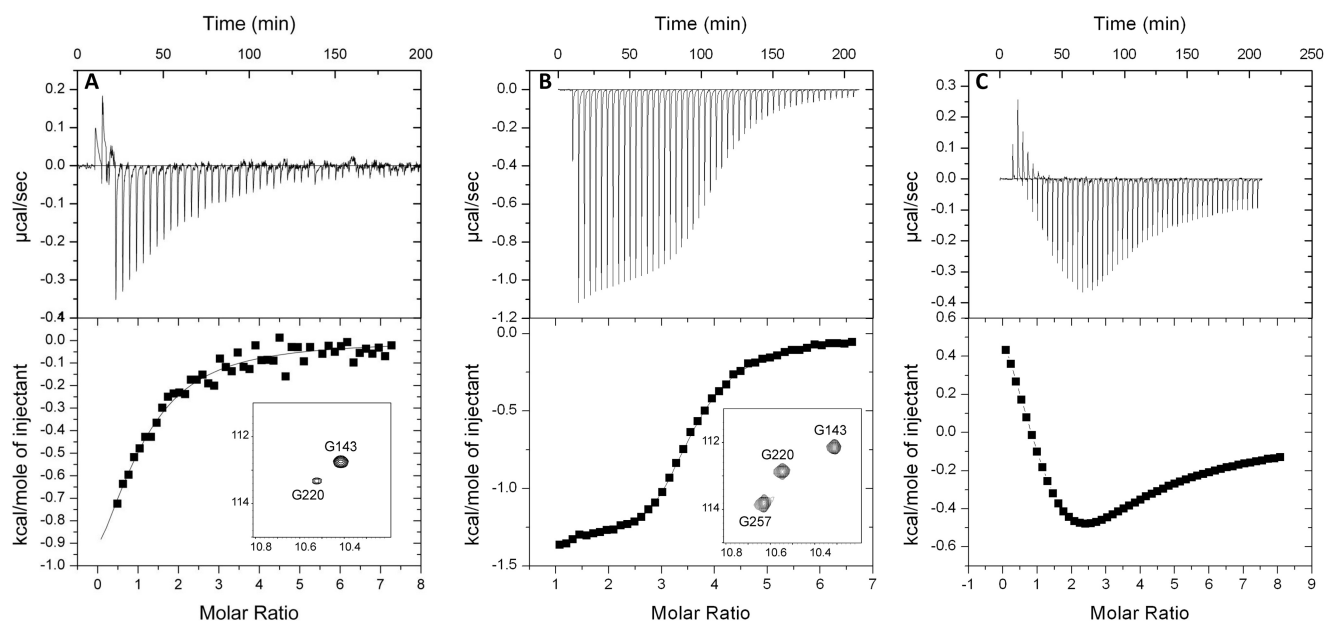 Time (min)
0 50 100 150 200
A
0.2
0.1
0.0
-0.1
-0.2
-0.3
-0.4
µcal/sec
0.0
-0.1
-0.2
-0.3
-0.4
-0.5
-0.6
-0.7
-0.8
-0.9
-1.0
kcal/mole of injectant
112
114
G143
G220
10.8 10.6 10.4
0 1 2 3 4 5 6 7 8
Molar Ratio
Time (min)
0 50 100 150 200
B
0.0
-0.2
-0.4
-0.6
-0.8
-1.0
-1.2
µcal/sec
0.0
-0.5
-1.0
-1.5
kcal/mole of injectant
112
114
G143
G220
G257
10.8 10.6 10.4
1 2 3 4 5 6 7
Molar Ratio
Time (min)
0 50 100 150 200 250
C
0.3
0.2
0.1
0.0
-0.1
-0.2
-0.3
-0.4
µcal/sec
0.6
0.4
0.2
0.0
-0.2
-0.4
-0.6
kcal/mole of injectant
-1 0 1 2 3 4 5 6 7 8 9
Molar Ratio